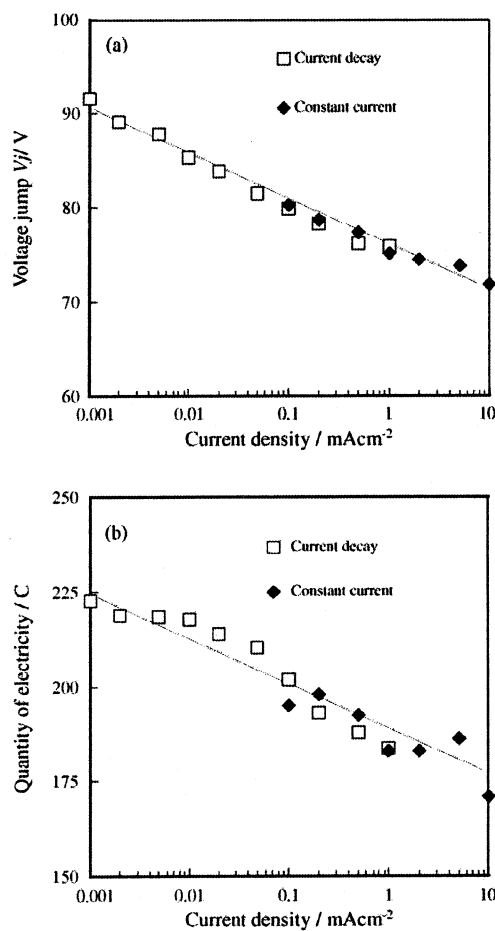 (a)
Current decay
Constant current
Voltage jump Vj/ V
100
90
80
70
60
0.001
0.01
0.1
1
10
Current density / mAcm-2
(b)
Current decay
Constant current
Quantity of electricity / C
250
225
200
175
150
0.001
0.01
0.1
1
10
Current density / mAcm-2